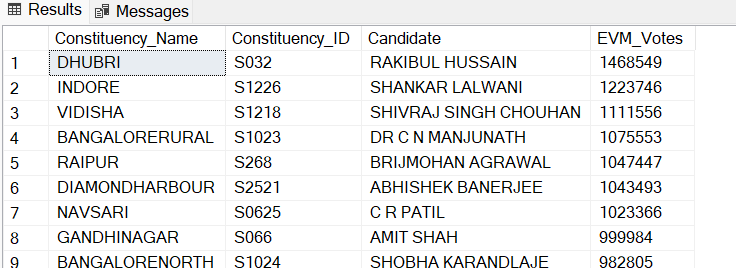 Results Messages
Constituency_Name Constituency_ID Candidate EVM_Votes
1 DHUBRI S032 RAKIBUL HUSSAIN 1468549
2 INDORE S1226 SHANKAR LALWANI 1223746
3 VIDISHA S1218 SHIVRAJ SINGH CHOUHAN 1111556
4 BANGALORERURAL S1023 DR C N MANJUNATH 1075553
5 RAIPUR S268 BRIJMOHAN AGRAWAL 1047447
6 DIAMONDHARBOUR S2521 ABHISHEK BANERJEE 1043493
7 NAVSARI S0625 C R PATIL 1023366
8 GANDHINAGAR S066 AMIT SHAH 999984
9 BANGALORENORTH S1024 SHOBHA KARANDLAJE 982805